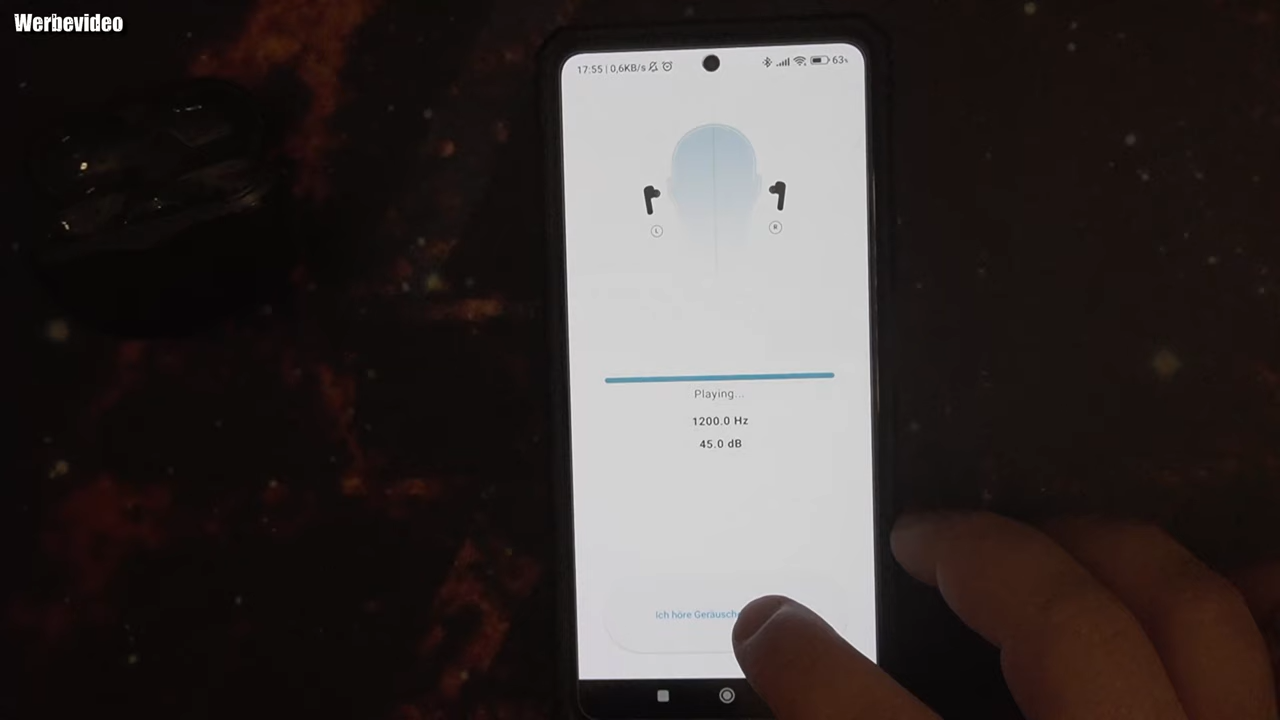 Werbevideo
17:55 | 0,6KB/s 63%
L R
Playing...
1200.0 Hz
45.0 dB
Ich höre Geräusche